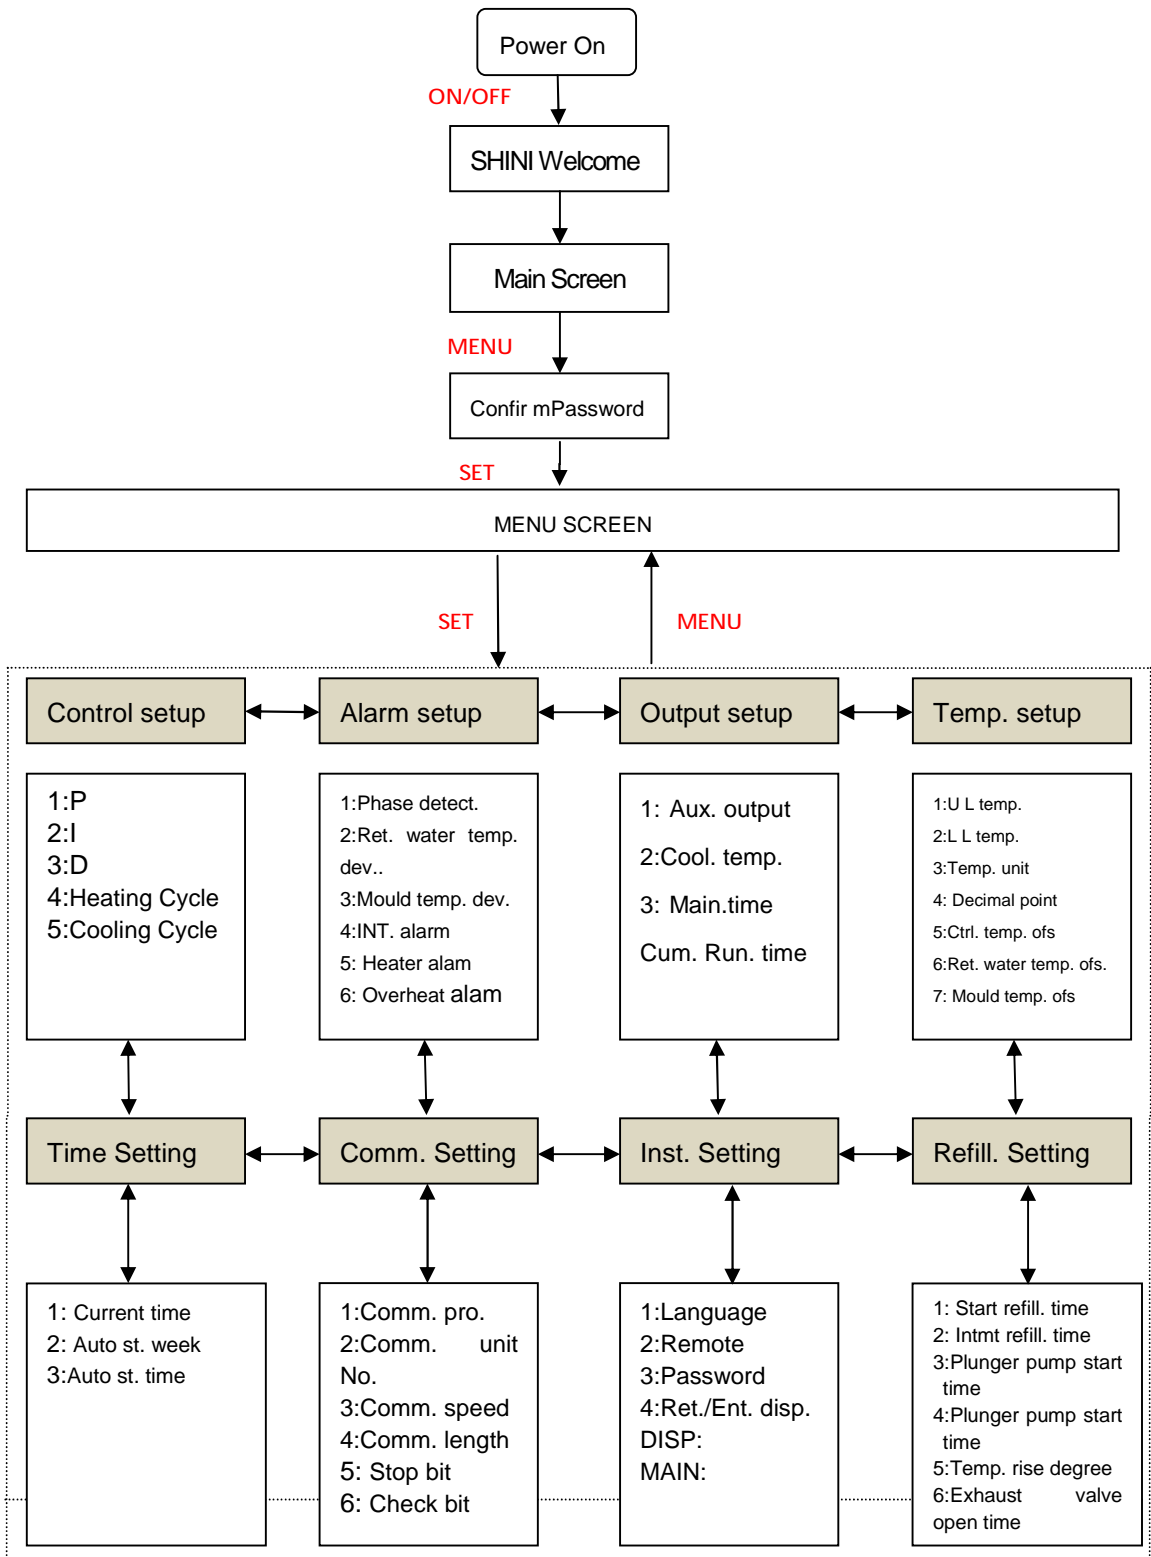 Power On
ON/OFF
SHINI Welcome
Main Screen
MENU
Confir mPassword
SET
MENU SCREEN
SET
MENU
Control setup
Alarm setup
Output setup
Temp. setup
1:P
2:I
3:D
4:Heating Cycle
5:Cooling Cycle
1:Phase detect.
2:Ret. water temp.
dev..
3:Mould temp. dev.
4:INT. alarm
5: Heater alam
6: Overheat alam
1: Aux. output
2:Cool. temp.
3: Main.time
Cum. Run. time
1:U L temp.
2:L L temp.
3:Temp. unit
4: Decimal point
5:Ctrl. temp. ofs
6:Ret. water temp. ofs.
7: Mould temp. ofs
Time Setting
Comm. Setting
Inst. Setting
Refill. Setting
1: Current time
2: Auto st. week
3:Auto st. time
1:Comm. pro.
2:Comm. unit
No.
3:Comm. speed
4:Comm. length
5: Stop bit
6: Check bit
1:Language
2:Remote
3:Password
4:Ret./Ent. disp.
DISP:
MAIN:
1: Start refill. time
2: Intmt refill. time
3:Plunger pump start
time
4:Plunger pump start
time
5:Temp. rise degree
6:Exhaust valve
open time